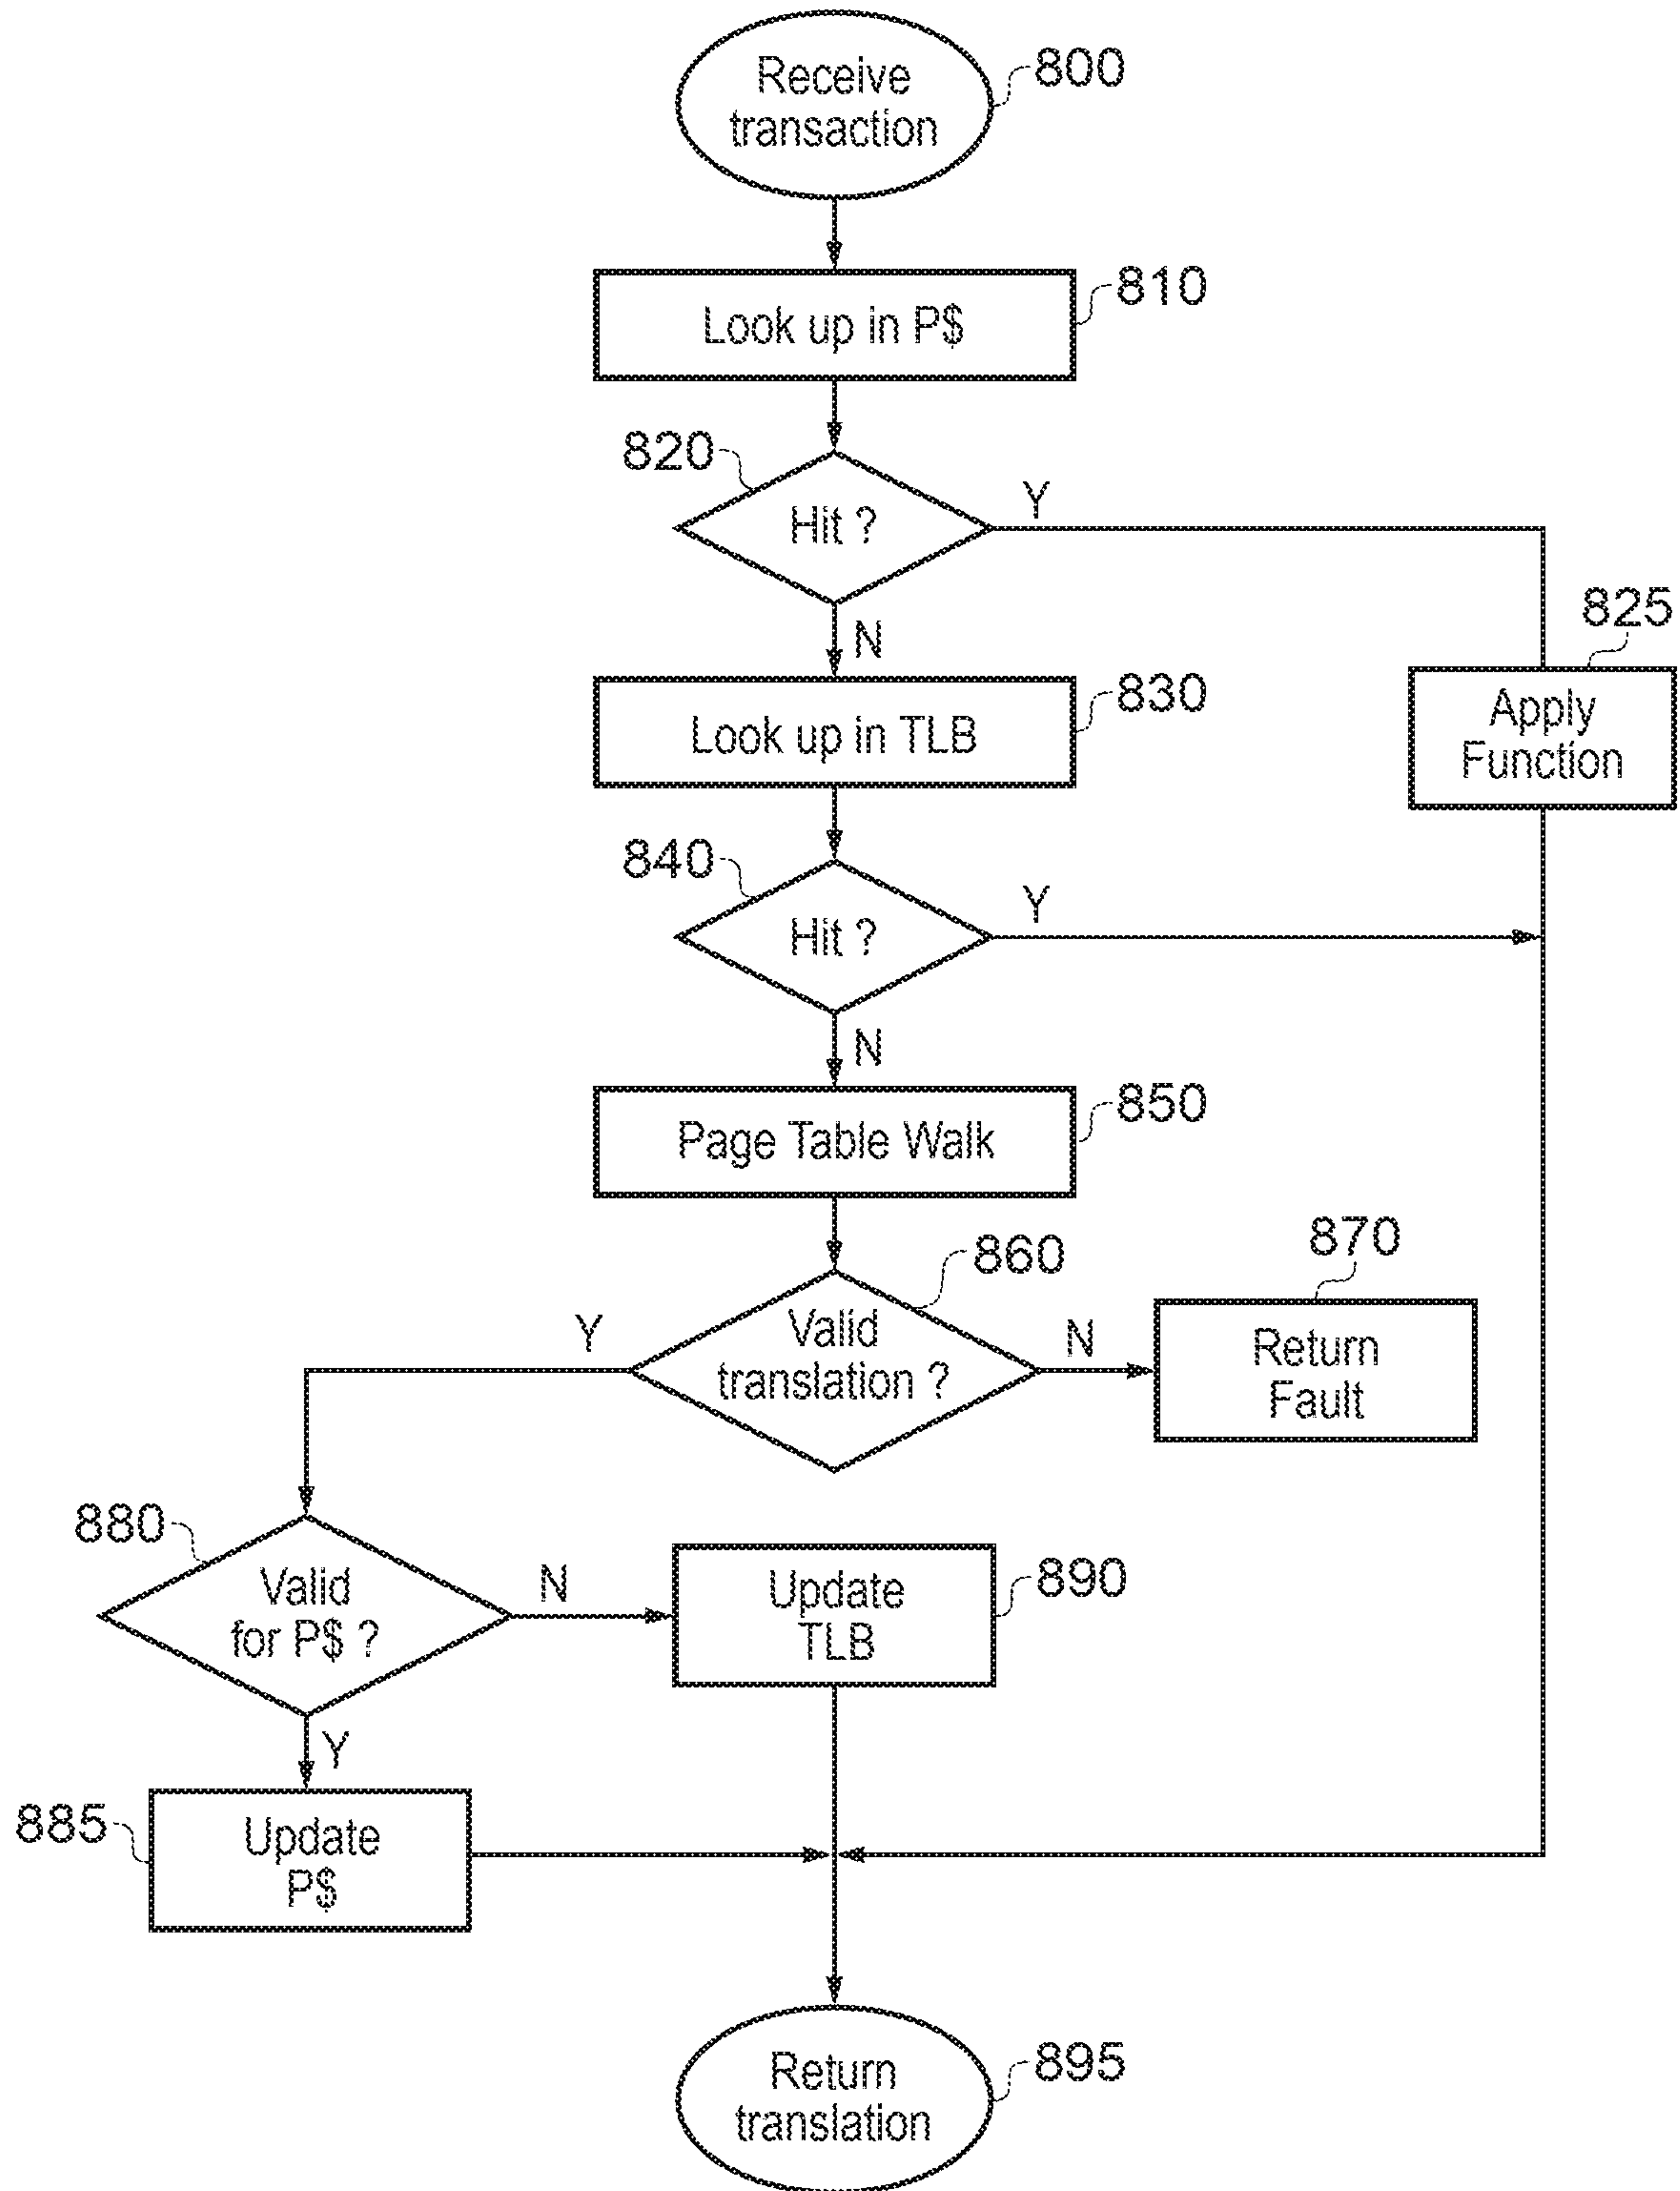 Receive
transaction
800
Look up in P$
810
820
Hit ?
Y
N
825
Apply
Function
Look up in TLB
830
840
Hit ?
Y
N
Page Table Walk
850
860
Valid
translation ?
Y
N
870
Return
Fault
880
Valid
for P$ ?
N
Y
Update
TLB
890
885
Update
P$
Return
translation
895